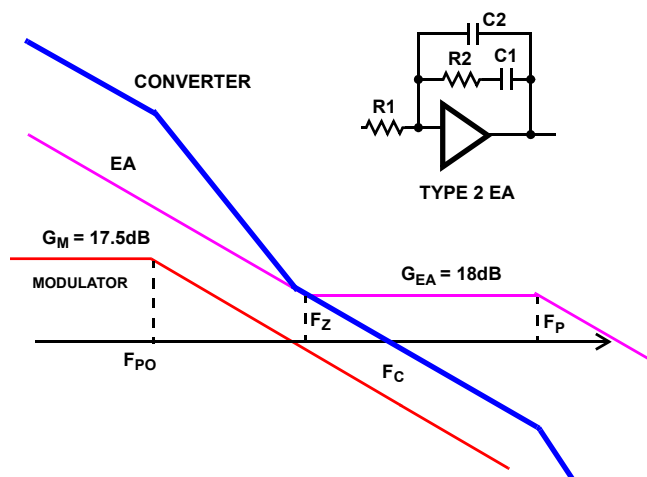 C2
R2
C1
R1
CONVERTER
EA
TYPE 2 EA
GM = 17.5dB
GEA = 18dB
MODULATOR
FZ
FP
FPO
FC